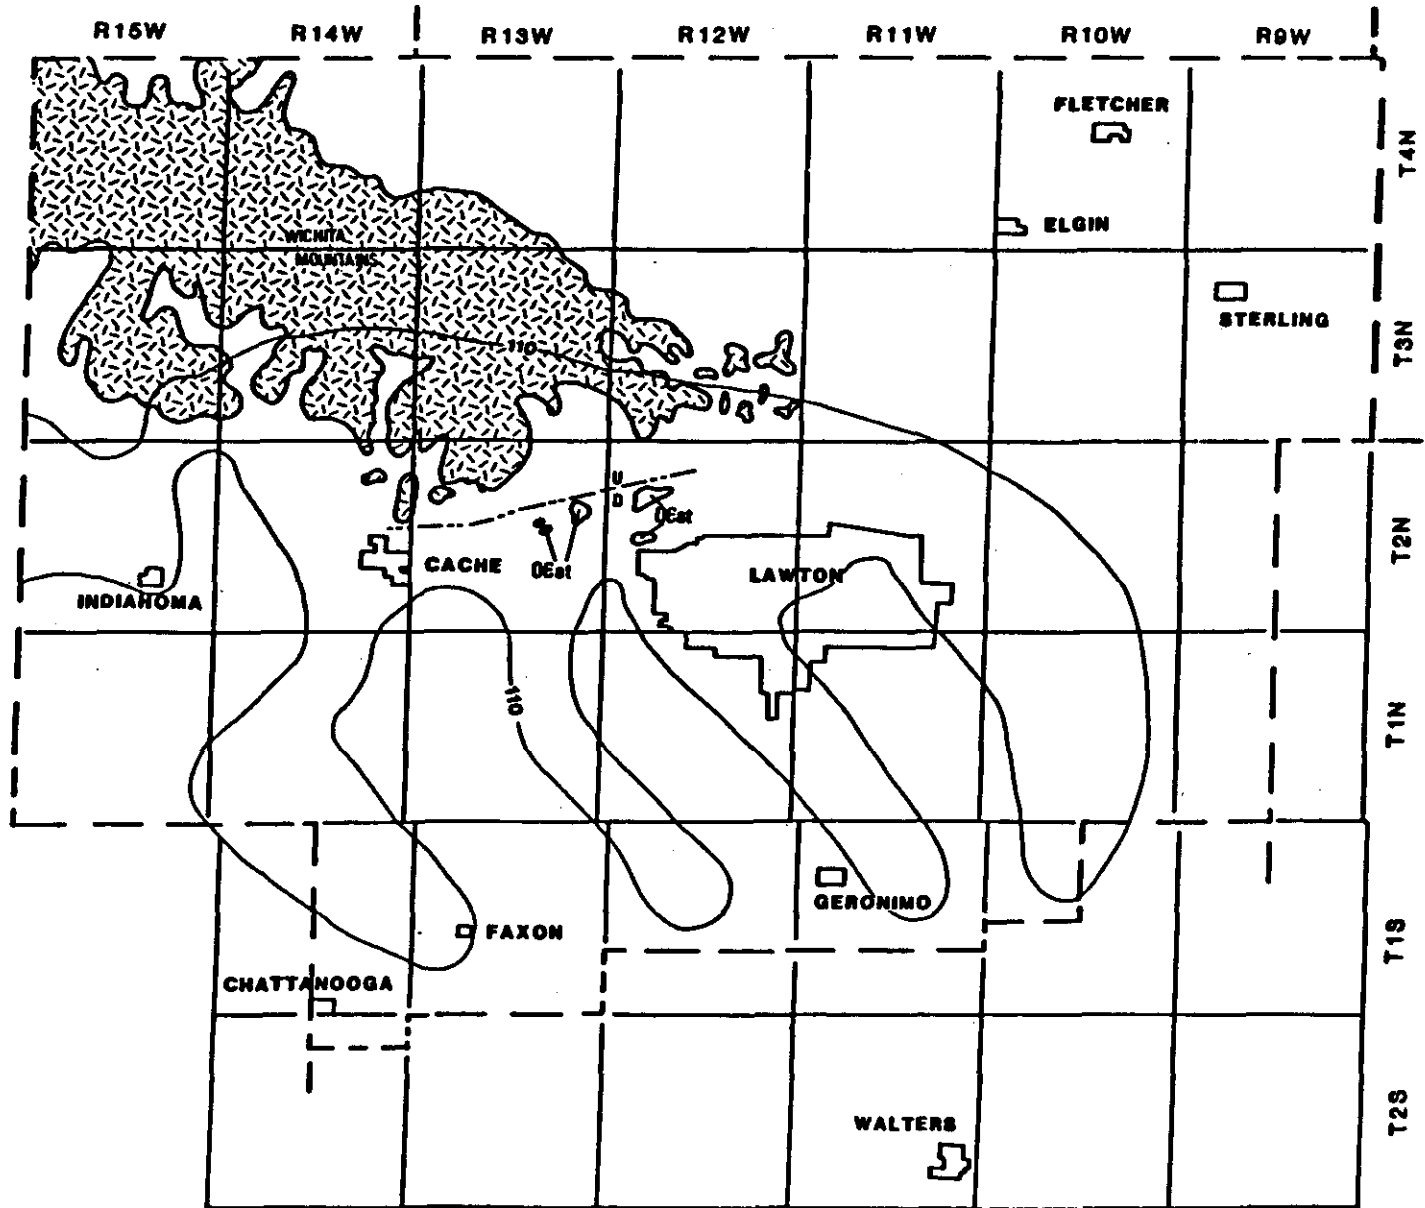 R15W R14W R13W R12W R11W R10W R9W
FLETCHER
T4N
ELGIN
WICHITA
MOUNTAINS
STERLING
110
T3N
U
D
OEat
T2N
CACHE
OEat
LAWTON
INDIAHOMA
110
T1N
GERONIMO
FAXON
T1S
CHATTANOOGA
WALTERS
T2S